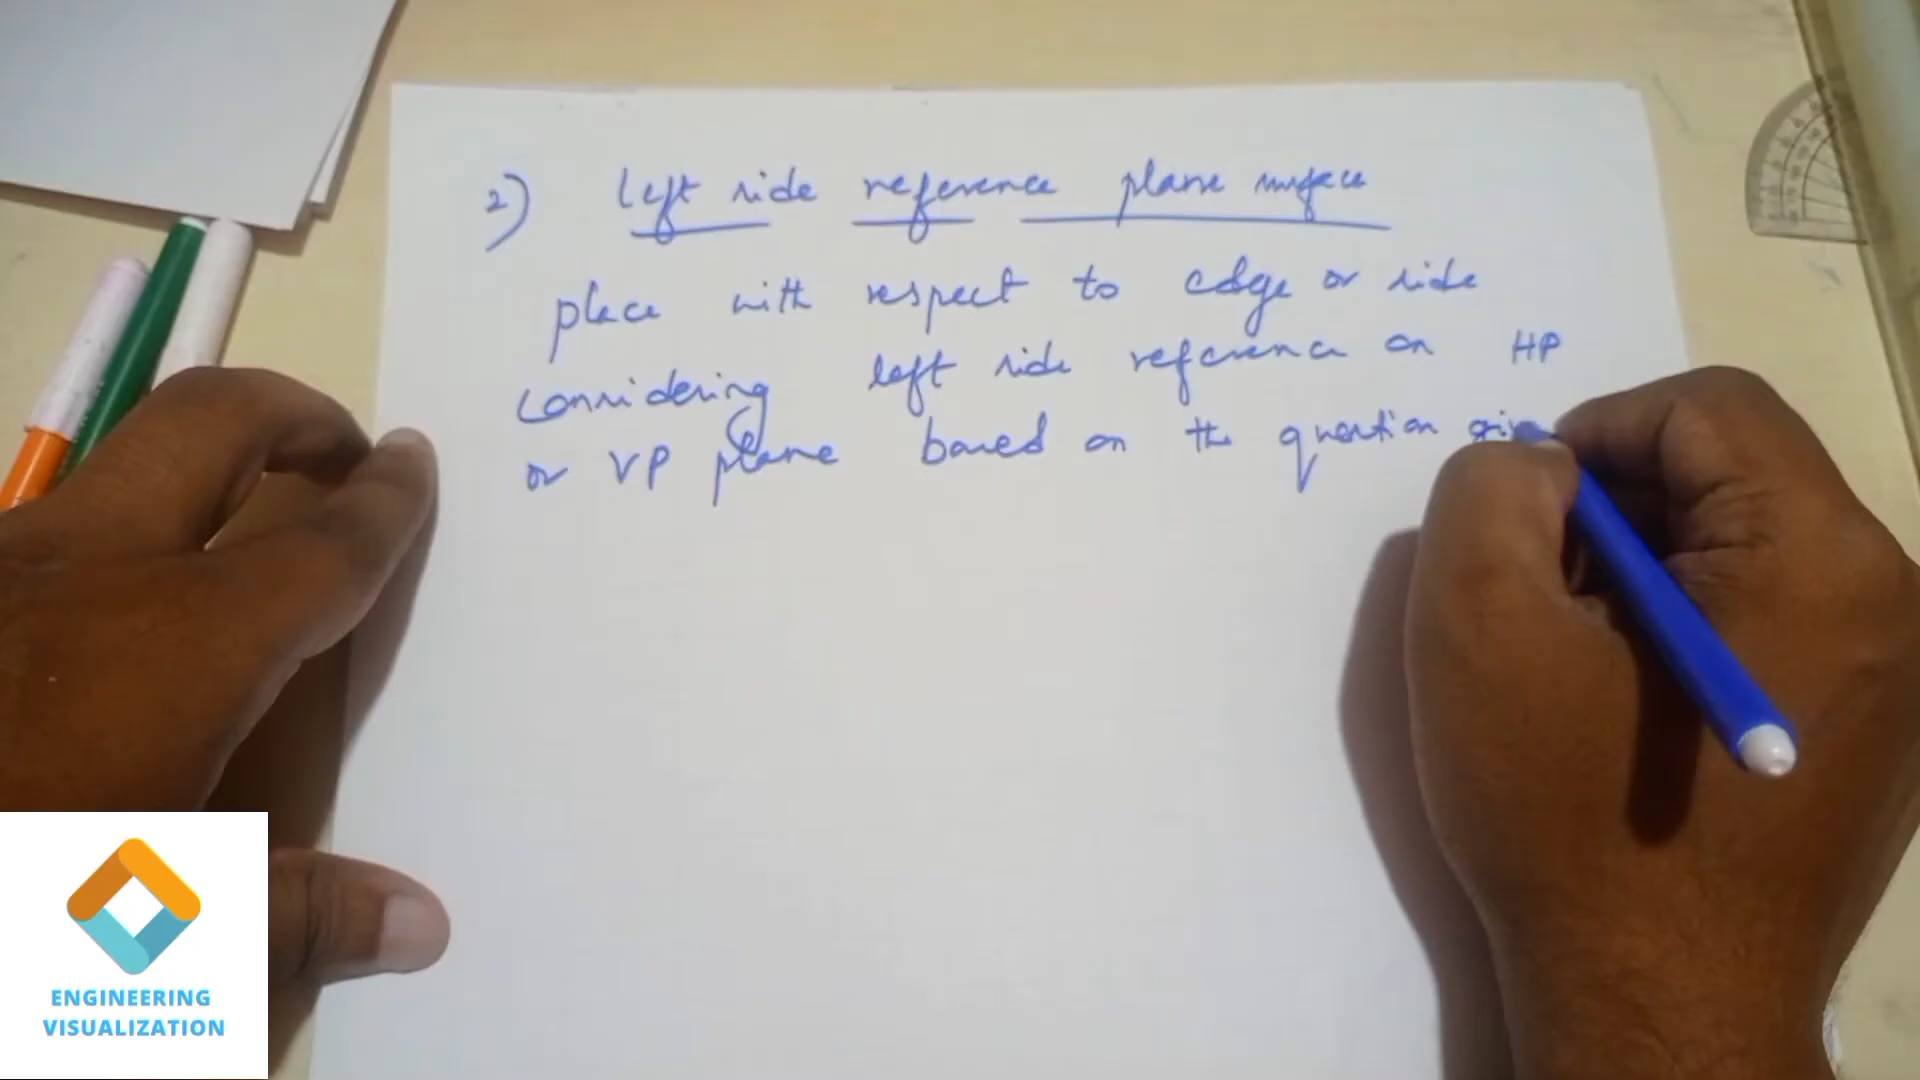 2) left side reference plane surface
place with respect to edge or side
considering left side reference on HP
or VP plane based on the question giv
ENGINEERING
VISUALIZATION